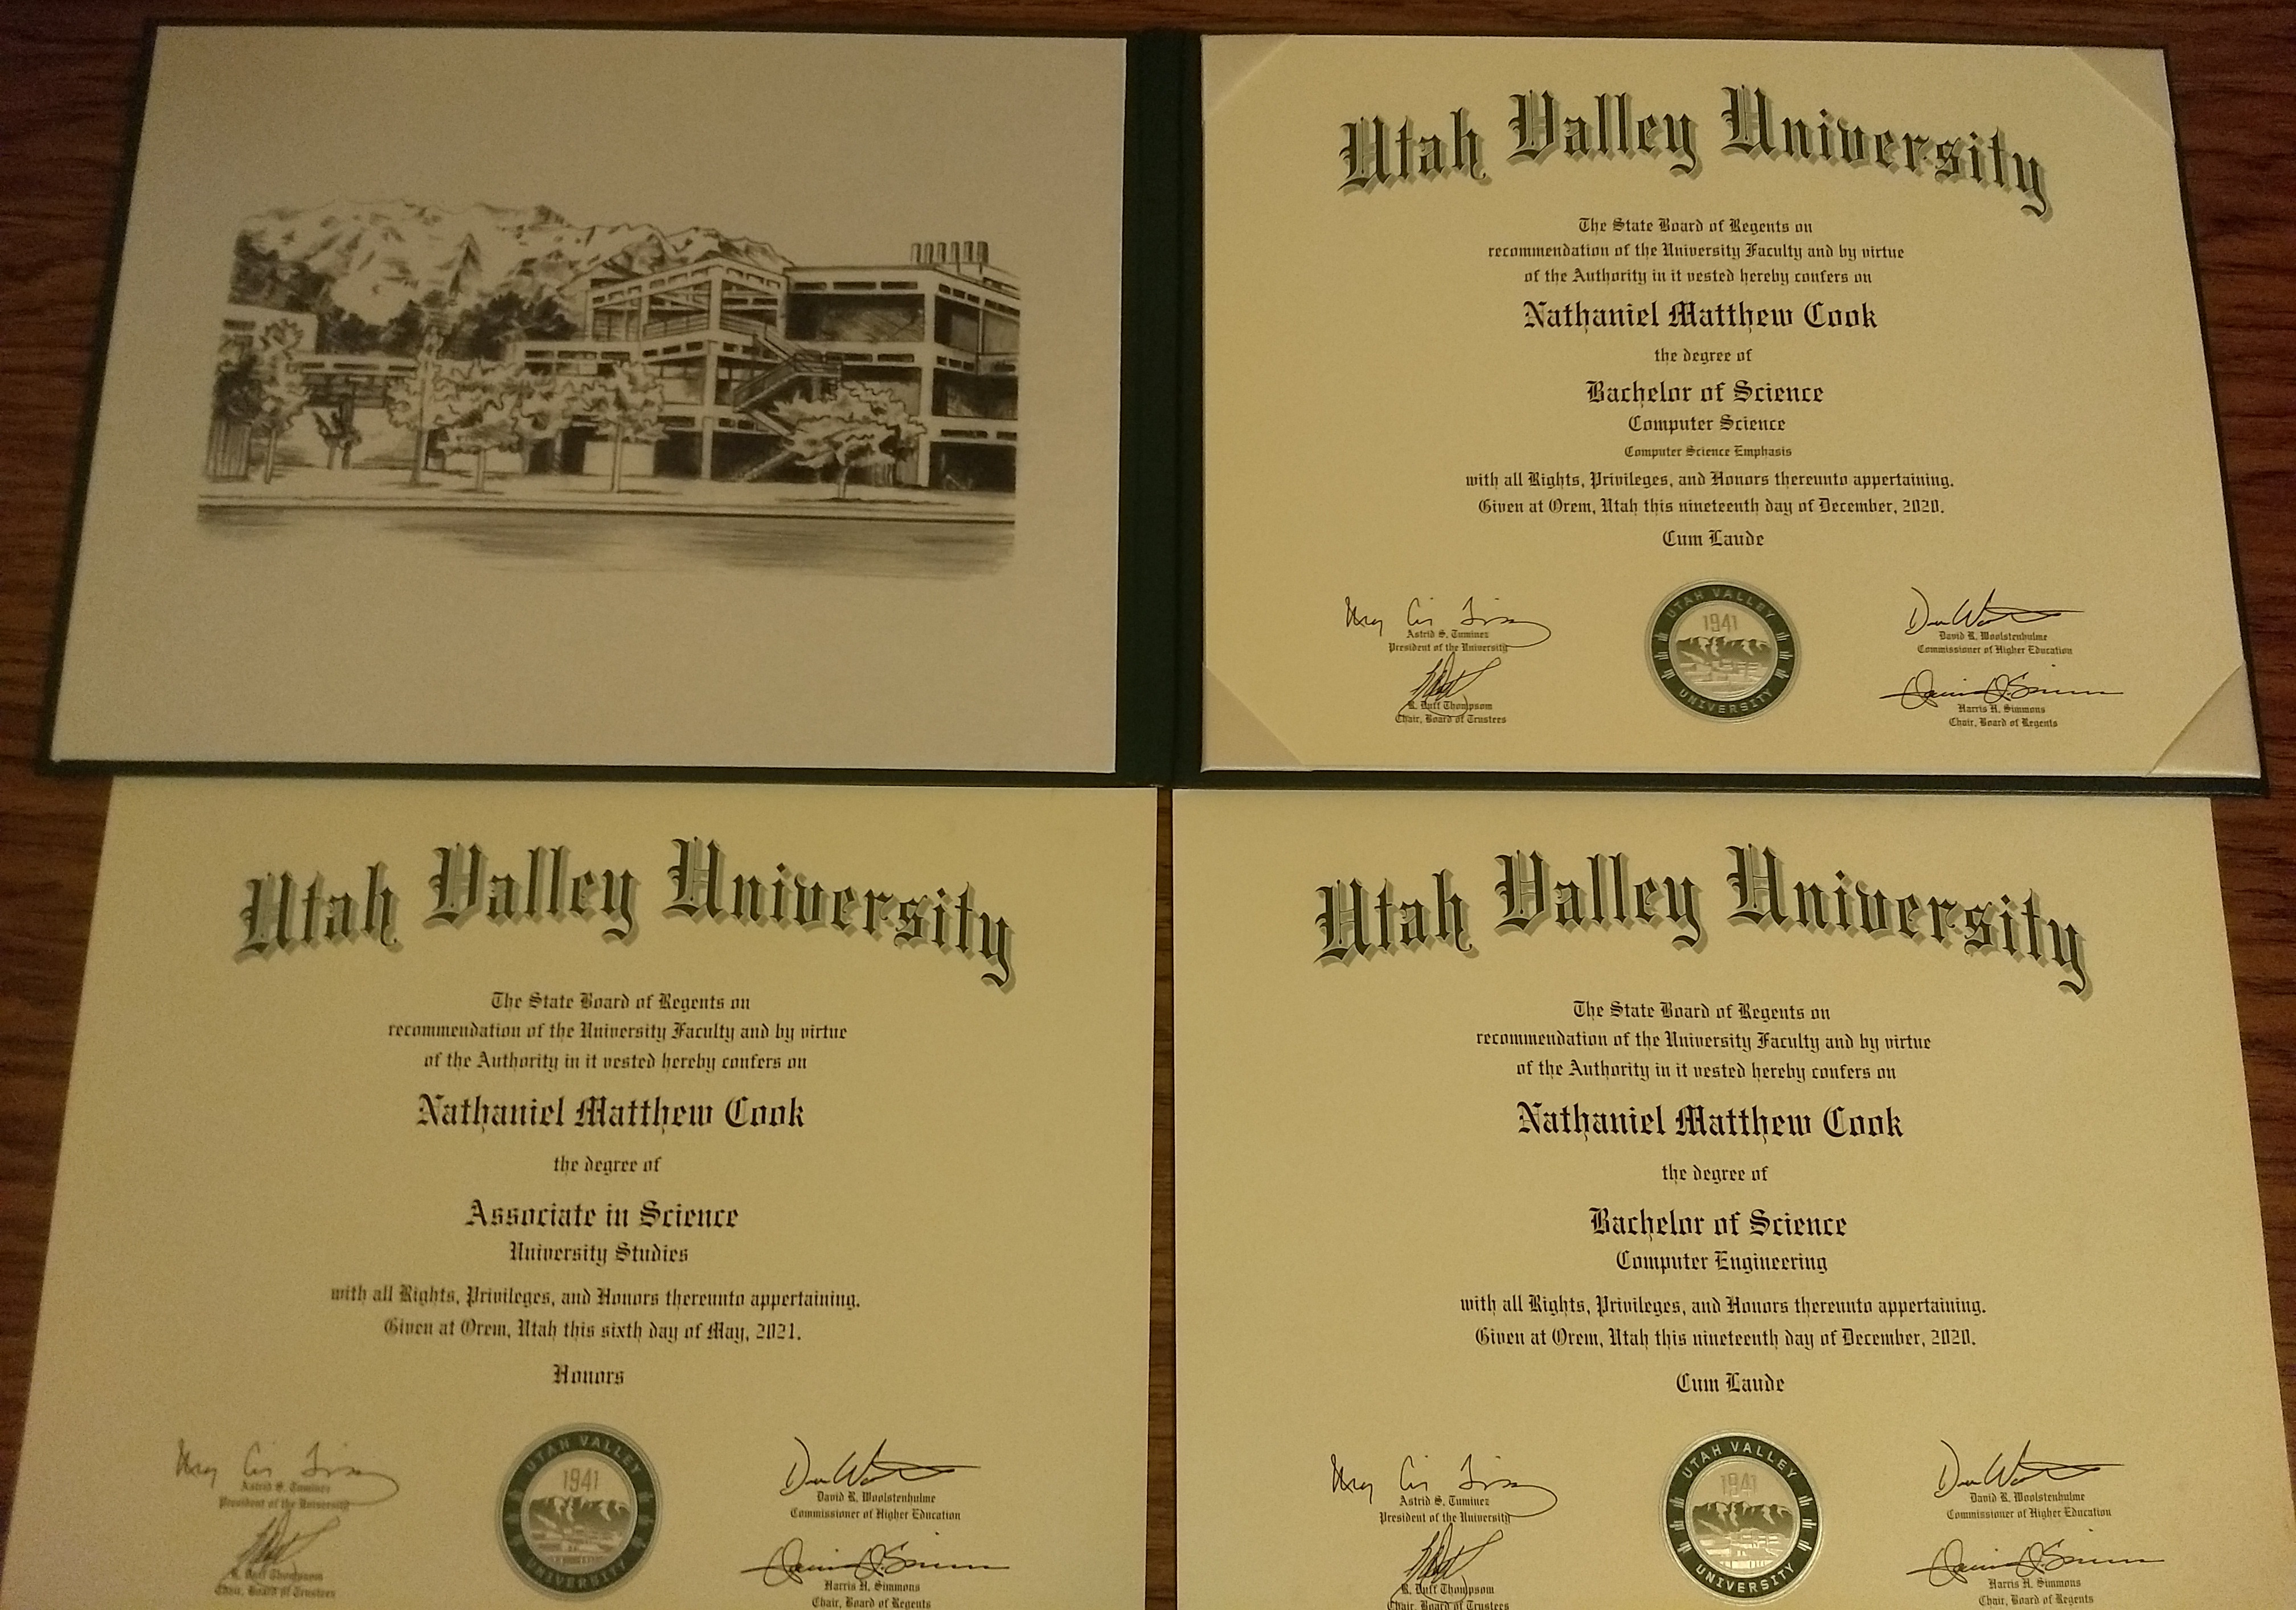 Utah Valley University
The State Board of Regents on
recommendation of the University Faculty and by virtue
of the Authority in it vested hereby confers on
Nathaniel Matthew Cook
the degree of
Bachelor of Science
Computer Science
Computer Science Emphasis
with all Rights, Privileges, and Honors thereunto appertaining.
Given at Orem, Utah this nineteenth day of December, 2020.
Cum Laude
Astrid S. Tuminez
President of the University
R. Duff Thompson
Chair, Board of Trustees
UTAH VALLEY
1941
UNIVERSITY
David R. Woolstenhulme
Commissioner of Higher Education
Harris H. Simmons
Chair, Board of Regents
Utah Valley University
The State Board of Regents on
recommendation of the University Faculty and by virtue
of the Authority in it vested hereby confers on
Nathaniel Matthew Cook
the degree of
Associate in Science
University Studies
with all Rights, Privileges, and Honors thereunto appertaining.
Given at Orem, Utah this sixth day of May, 2021.
Honors
Astrid S. Tuminez
President of the University
R. Duff Thompson
Chair, Board of Trustees
UTAH VALLEY
1941
UNIVERSITY
David R. Woolstenhulme
Commissioner of Higher Education
Harris H. Simmons
Chair, Board of Regents
Utah Valley University
The State Board of Regents on
recommendation of the University Faculty and by virtue
of the Authority in it vested hereby confers on
Nathaniel Matthew Cook
the degree of
Bachelor of Science
Computer Engineering
with all Rights, Privileges, and Honors thereunto appertaining.
Given at Orem, Utah this nineteenth day of December, 2020.
Cum Laude
Astrid S. Tuminez
President of the University
R. Duff Thompson
Chair, Board of Trustees
UTAH VALLEY
1941
UNIVERSITY
David R. Woolstenhulme
Commissioner of Higher Education
Harris H. Simmons
Chair, Board of Regents